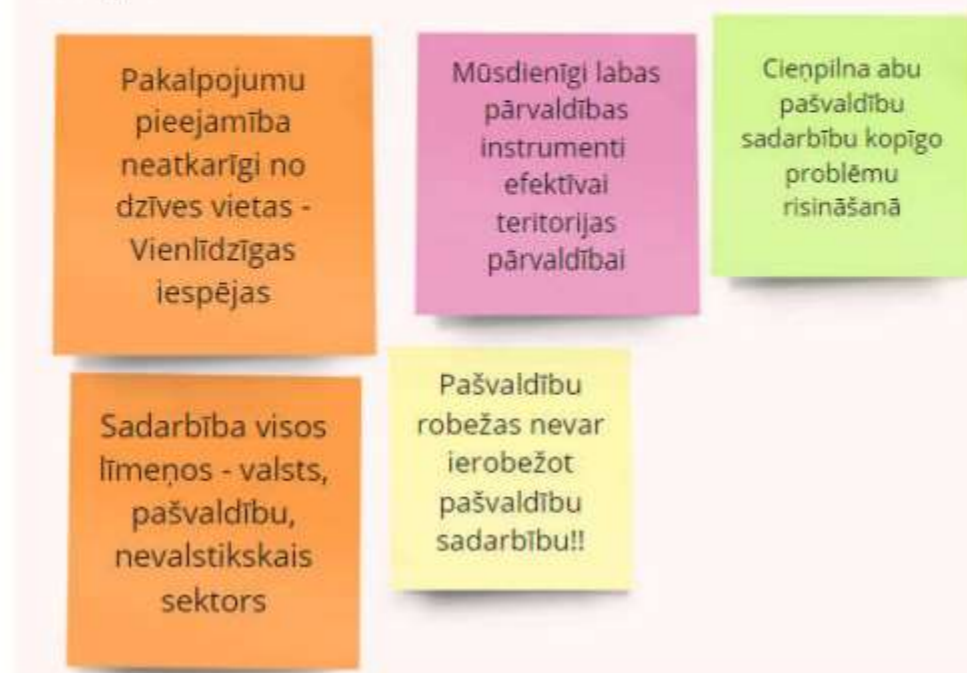 Pakalpojumu
pieejamība
neatkarīgi no
dzīves vietas -
Vienlīdzīgas
iespējas
Mūsdienīgi labas
pārvaldības
instrumenti
efektīvai
teritorijas
pārvaldībai
Cieņpilna abu
pašvaldību
sadarbību kopīgo
problēmu
risināšanā
Sadarbība visos
līmeņos - valsts,
pašvaldību,
nevalstikskais
sektors
Pašvaldību
robežas nevar
ierobežot
pašvaldību
sadarbību!!